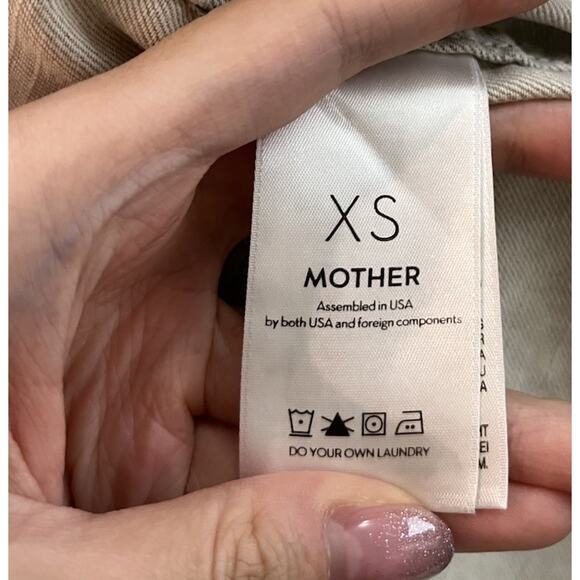 XS
MOTHER
Assembled in USA
by both USA and foreign components
DO YOUR OWN LAUNDRY